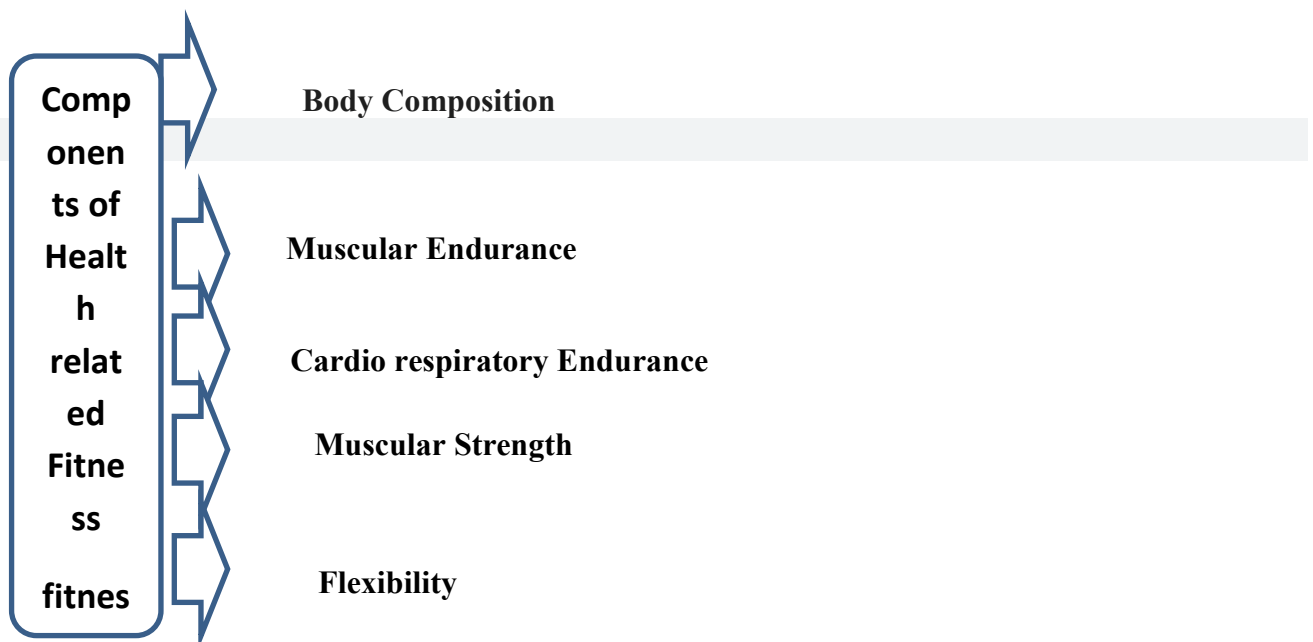 Comp
onen
ts of
Healt
h
relat
ed
Fitne
ss
fitnes
Body Composition
Muscular Endurance
Cardio respiratory Endurance
Muscular Strength
Flexibility